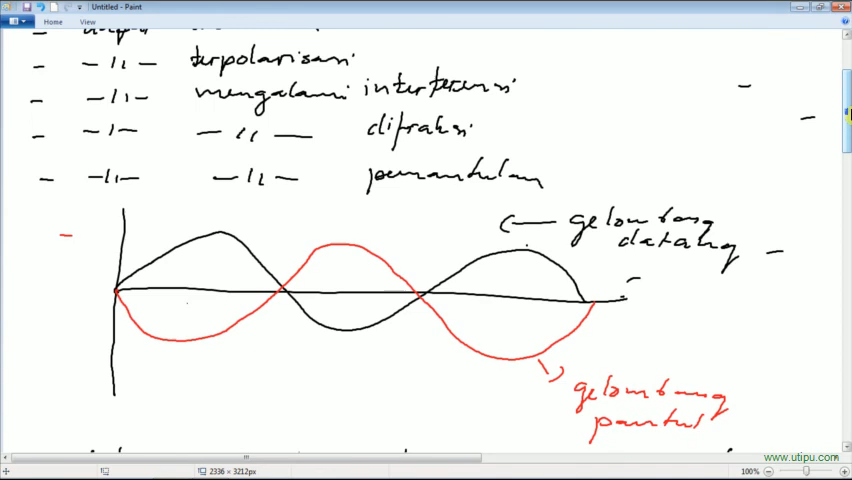 Untitled - Paint
Home View
- -〃- terpolarisasi
- -〃- mengalami interferensi
- -〃- -〃- difraksi
- -〃- -〃- pemantulan
gelombang
datang
gelombang
pantul
www.utipu.com
2336 × 3212px
100%